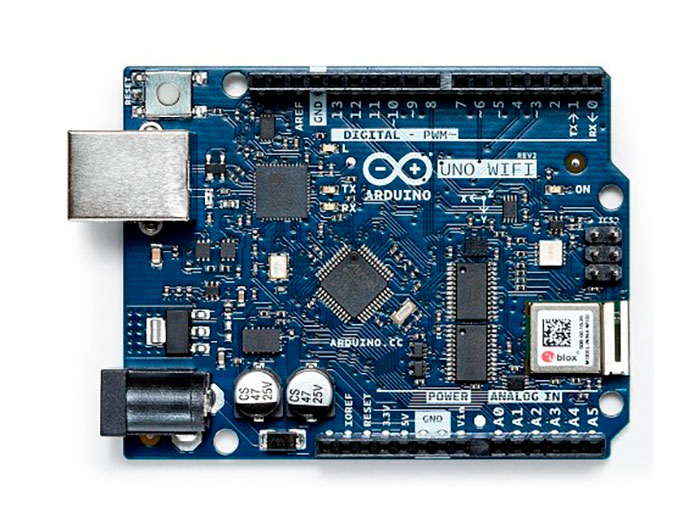 RESET
AREF
GND
13
12
11
~10
~9
8
7
~6
~5
4
~3
2
TX→1
RX←0
DIGITAL - PWM~
L
TX
RX
ARDUINO
REV2
UNO WIFI
ON
X
Z
Y
ARDUINO.CC
blox
CS
47
25V
CS
47
25V
POWER
ANALOG IN
IOREF
RESET
3.3V
5V
GND
Vin
A0
A1
A2
A3
A4
A5